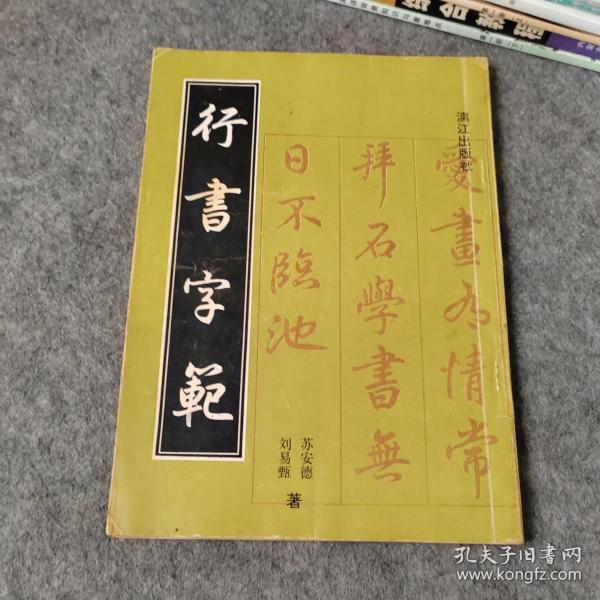 行書字範
漓江出版社
愛畫有情常
拜石學書無
日不臨池
苏安德
刘易甄
著
孔夫子旧书网
www.kongfz.com